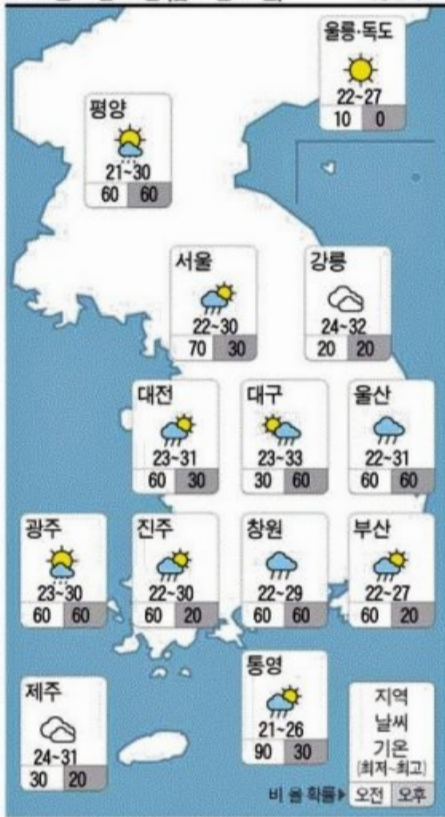 울릉·독도
22~27
10 0
평양
21~30
60 60
서울
22~30
70 30
강릉
24~32
20 20
대전
23~31
60 30
대구
23~33
30 60
울산
22~31
60 60
광주
23~30
60 60
진주
22~30
60 20
창원
22~29
60 60
부산
22~27
60 20
제주
24~31
30 20
통영
21~26
90 30
지역
날씨
기온
(최저~최고)
비 올 확률▶ 오전 오후